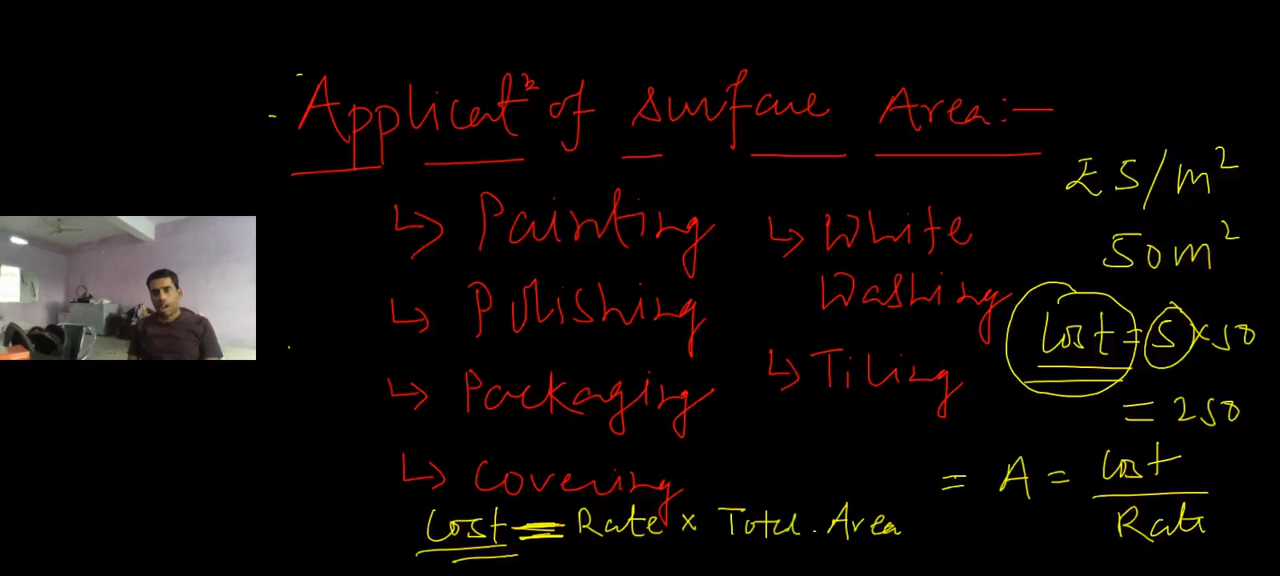 Applicatⁿ of surface Area:-
↳ Painting
↳ Polishing
↳ Packaging
↳ Covering
↳ White
Washing
↳ Tiling
₹5/m²
50m²
Cost = 5 × 50
= 250
Cost = Rate × Total. Area
= A = Cost
Rate